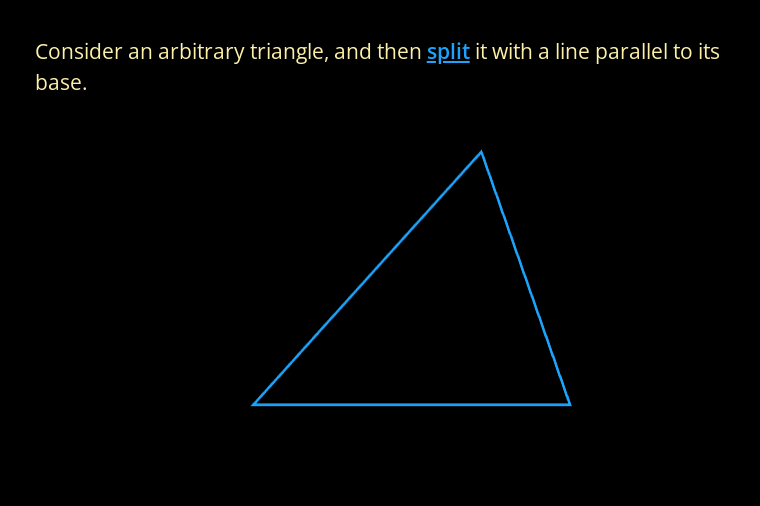 Consider an arbitrary triangle, and then split it with a line parallel to its
base.